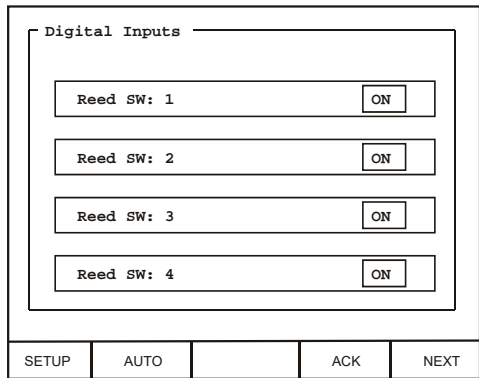 Digital Inputs
Reed SW: 1 ON
Reed SW: 2 ON
Reed SW: 3 ON
Reed SW: 4 ON
SETUP AUTO ACK NEXT